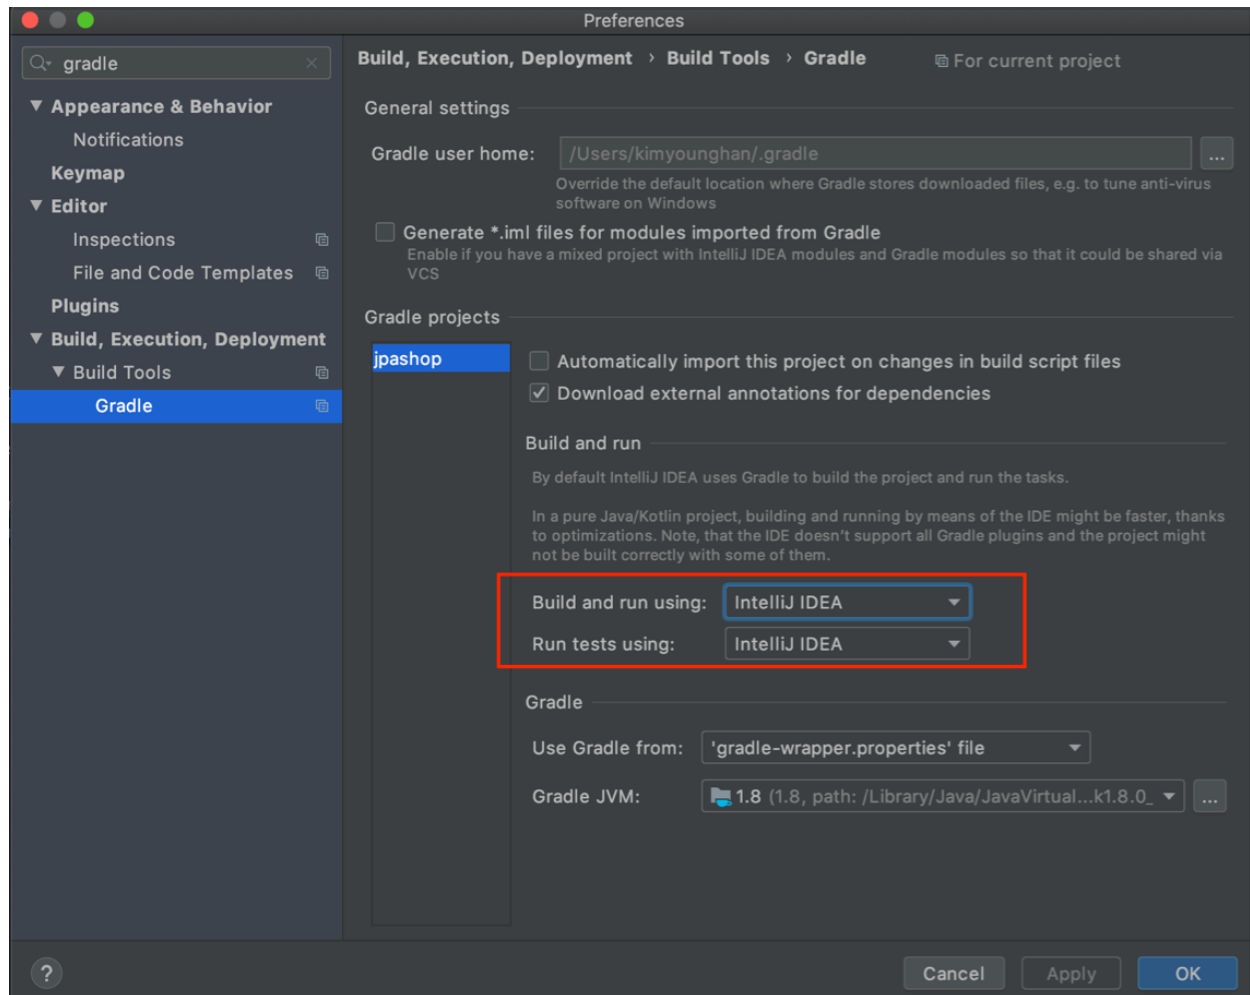 Preferences
gradle
Appearance & Behavior
Notifications
Keymap
Editor
Inspections
File and Code Templates
Plugins
Build, Execution, Deployment
Build Tools
Gradle
Build, Execution, Deployment › Build Tools › Gradle
For current project
General settings
Gradle user home: /Users/kimyounghan/.gradle ...
Override the default location where Gradle stores downloaded files, e.g. to tune anti-virus
software on Windows
Generate *.iml files for modules imported from Gradle
Enable if you have a mixed project with IntelliJ IDEA modules and Gradle modules so that it could be shared via
VCS
Gradle projects
jpashop
Automatically import this project on changes in build script files
Download external annotations for dependencies
Build and run
By default IntelliJ IDEA uses Gradle to build the project and run the tasks.
In a pure Java/Kotlin project, building and running by means of the IDE might be faster, thanks
to optimizations. Note, that the IDE doesn't support all Gradle plugins and the project might
not be built correctly with some of them.
Build and run using: IntelliJ IDEA
Run tests using: IntelliJ IDEA
Gradle
Use Gradle from: 'gradle-wrapper.properties' file
Gradle JVM: 1.8 (1.8, path: /Library/Java/JavaVirtual...k1.8.0_ ...
?
Cancel
Apply
OK